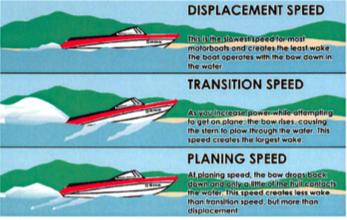 DISPLACEMENT SPEED
This is the slowest speed for most
motorboats and creates the least wake.
The boat operates with the bow down in
the water.
TRANSITION SPEED
As you increase power while attempting
to get on plane, the bow rises, causing
the stern to plow through the water. This
speed creates the largest wake.
PLANING SPEED
At planing speed, the bow drops back
down and only a little of the hull contacts
the water. This speed creates less wake
than transition speed, but more than
displacement